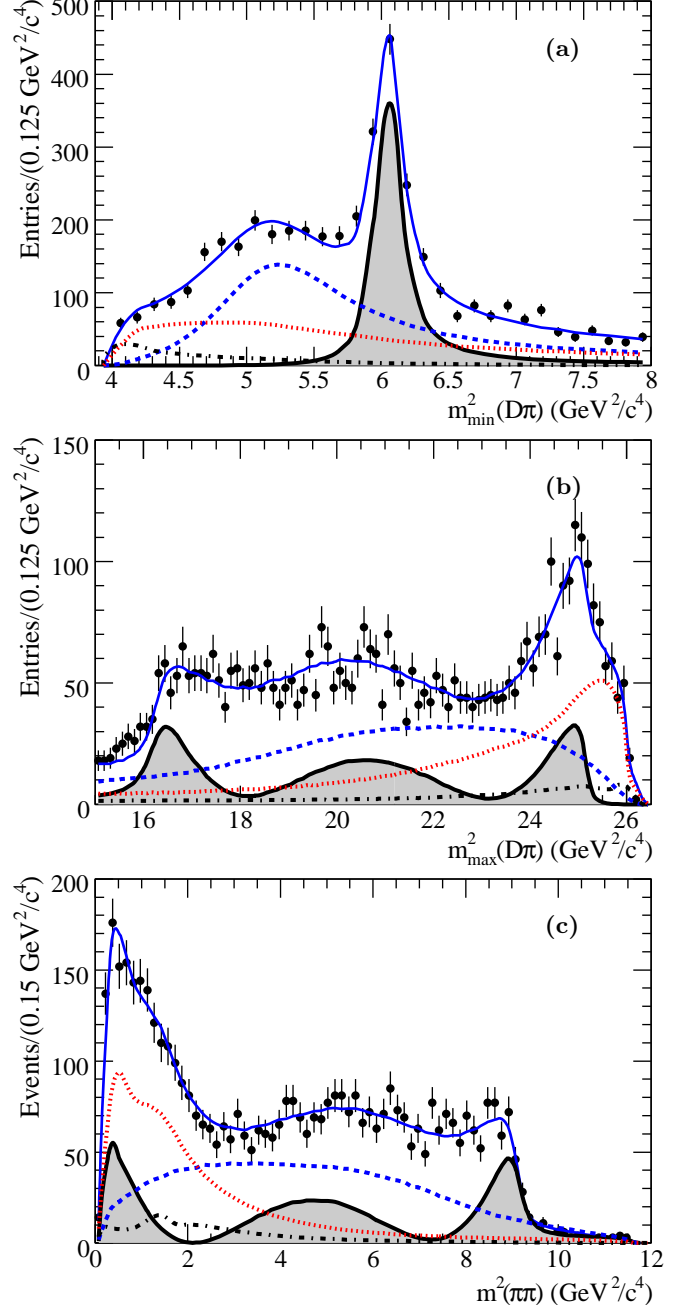 500
400
300
200
100
0
Entries/(0.125 GeV²/c⁴)
(a)
4 4.5 5 5.5 6 6.5 7 7.5 8
m²min(Dπ) (GeV²/c⁴)
150
100
50
0
Entries/(0.125 GeV²/c⁴)
(b)
16 18 20 22 24 26
m²max(Dπ) (GeV²/c⁴)
200
150
100
50
0
Events/(0.15 GeV²/c⁴)
(c)
0 2 4 6 8 10 12
m²(ππ) (GeV²/c⁴)